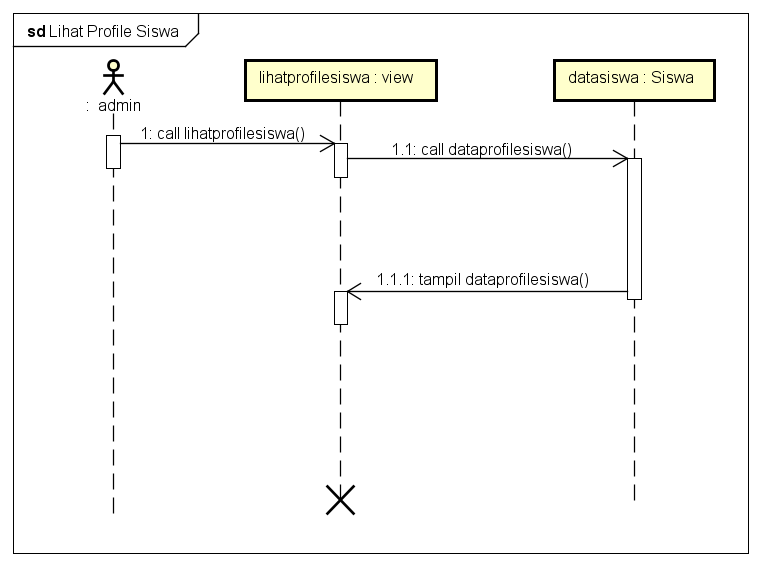 sd Lihat Profile Siswa
lihatprofilesiswa : view
datasiswa : Siswa
: admin
1: call lihatprofilesiswa()
1.1: call dataprofilesiswa()
1.1.1: tampil dataprofilesiswa()